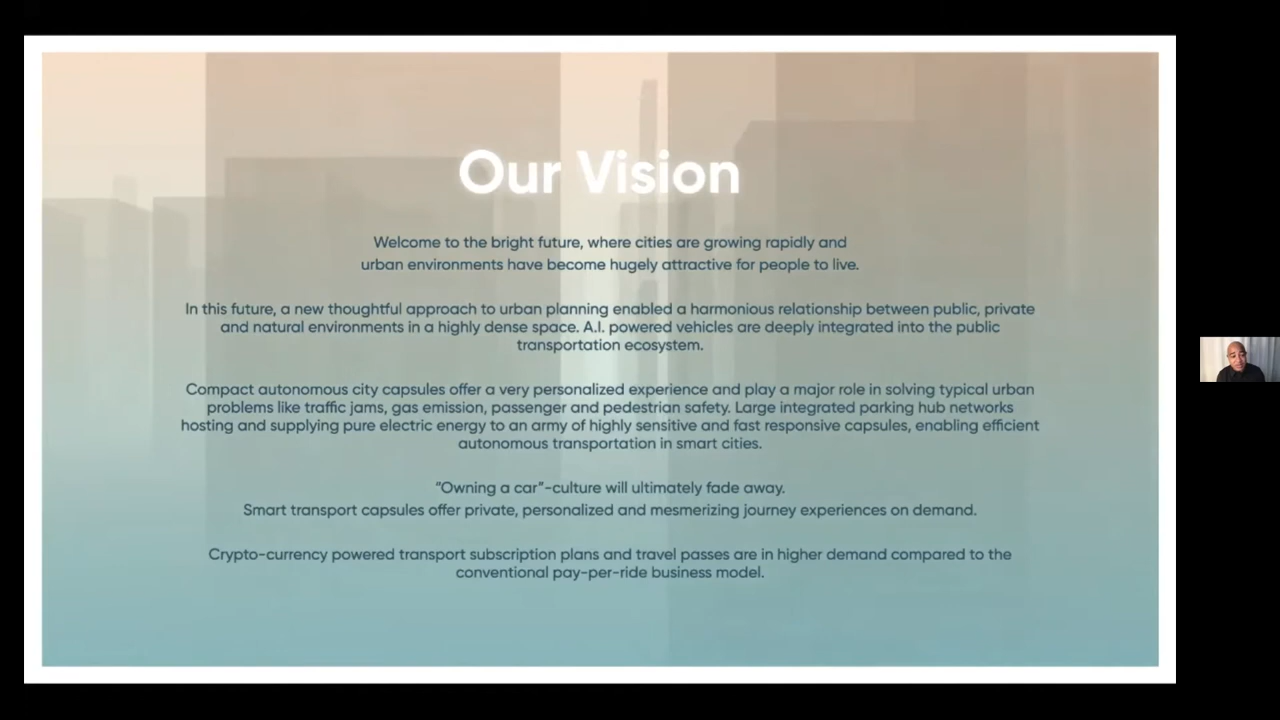 Our Vision
Welcome to the bright future, where cities are growing rapidly and
urban environments have become hugely attractive for people to live.
In this future, a new thoughtful approach to urban planning enabled a harmonious relationship between public, private
and natural environments in a highly dense space. A.I. powered vehicles are deeply integrated into the public
transportation ecosystem.
Compact autonomous city capsules offer a very personalized experience and play a major role in solving typical urban
problems like traffic jams, gas emission, passenger and pedestrian safety. Large integrated parking hub networks
hosting and supplying pure electric energy to an army of highly sensitive and fast responsive capsules, enabling efficient
autonomous transportation in smart cities.
“Owning a car”-culture will ultimately fade away.
Smart transport capsules offer private, personalized and mesmerizing journey experiences on demand.
Crypto-currency powered transport subscription plans and travel passes are in higher demand compared to the
conventional pay-per-ride business model.